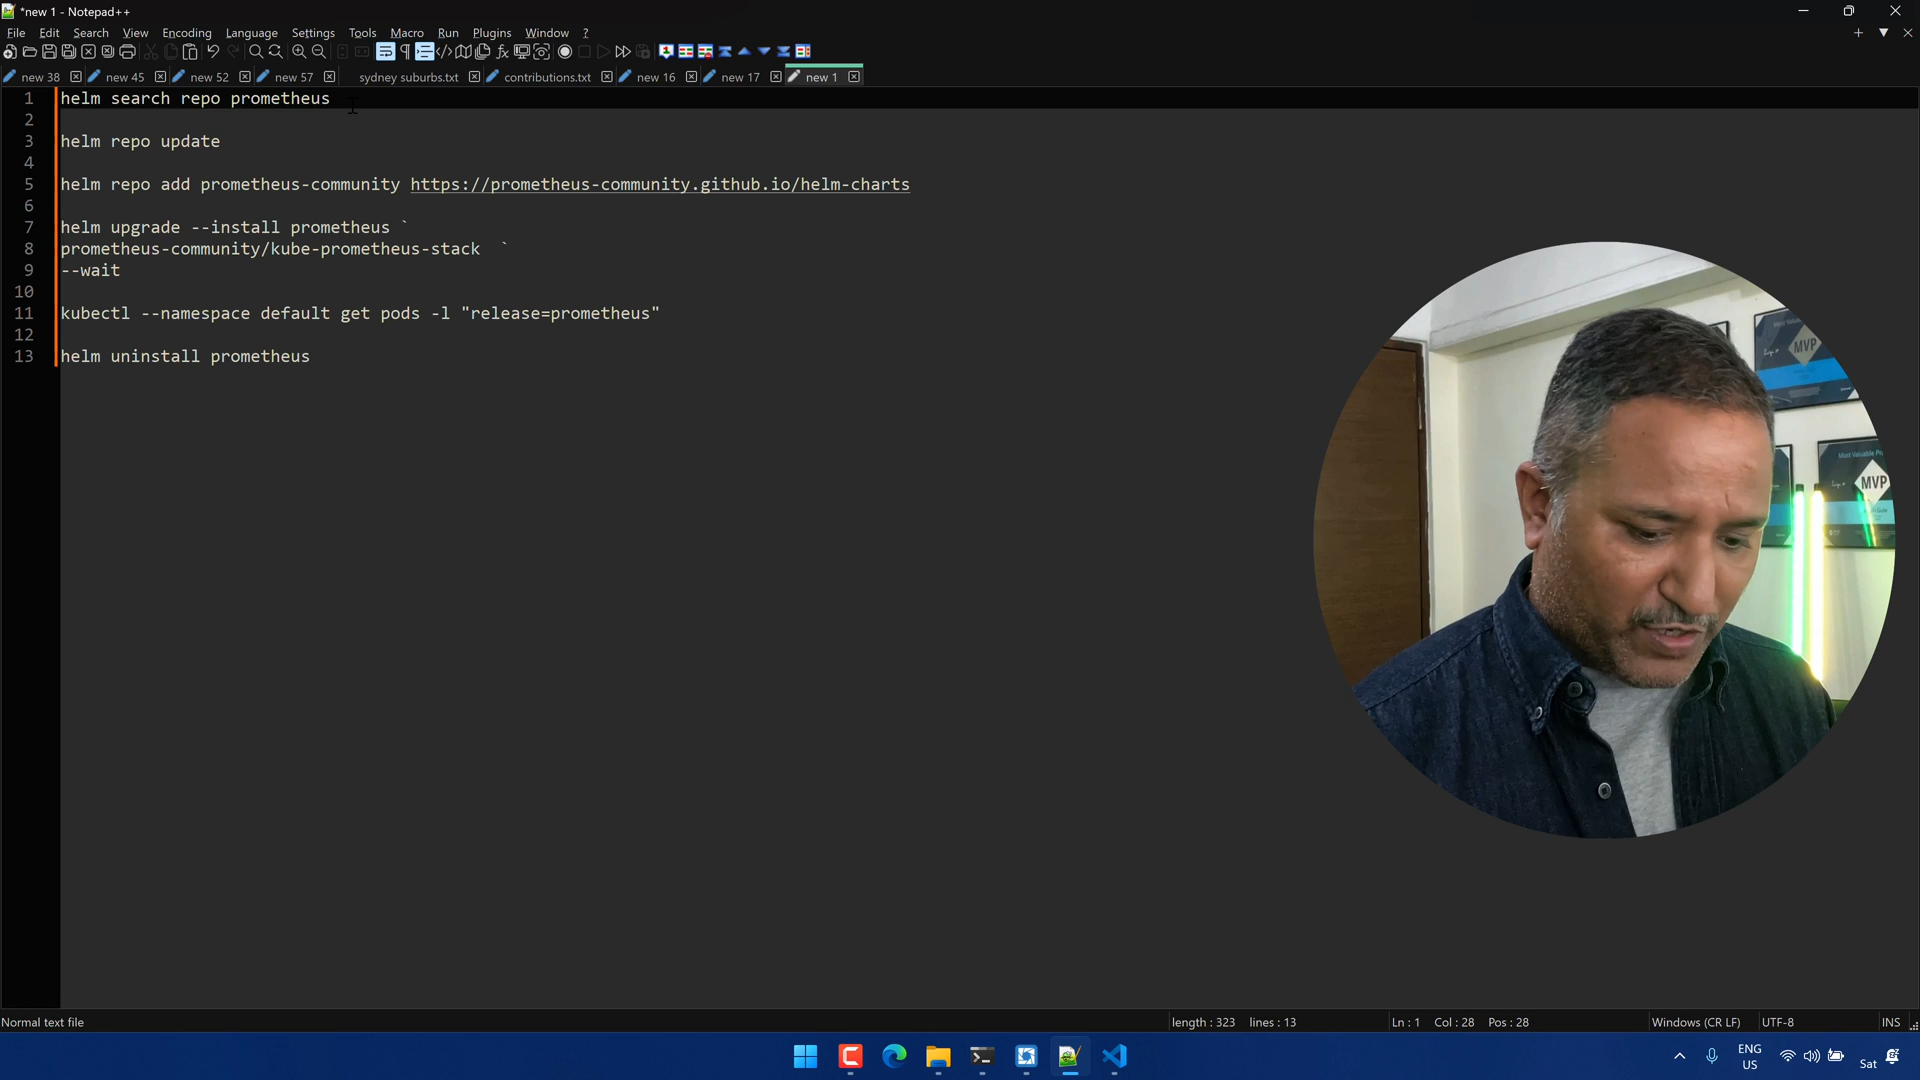 *new 1 - Notepad++
File Edit Search View Encoding Language Settings Tools Macro Run Plugins Window ?
new 38 new 45 new 52 new 57 sydney suburbs.txt contributions.txt new 16 new 17 new 1
1 helm search repo prometheus
2
3 helm repo update
4
5 helm repo add prometheus-community https://prometheus-community.github.io/helm-charts
6
7 helm upgrade --install prometheus `
8 prometheus-community/kube-prometheus-stack  `
9 --wait
10
11 kubectl --namespace default get pods -l "release=prometheus"
12
13 helm uninstall prometheus
MVP
Most Valuable
MVP
Normal text file length : 323 lines : 13 Ln : 1 Col : 28 Pos : 28 Windows (CR LF) UTF-8 INS
ENG
US
Sat